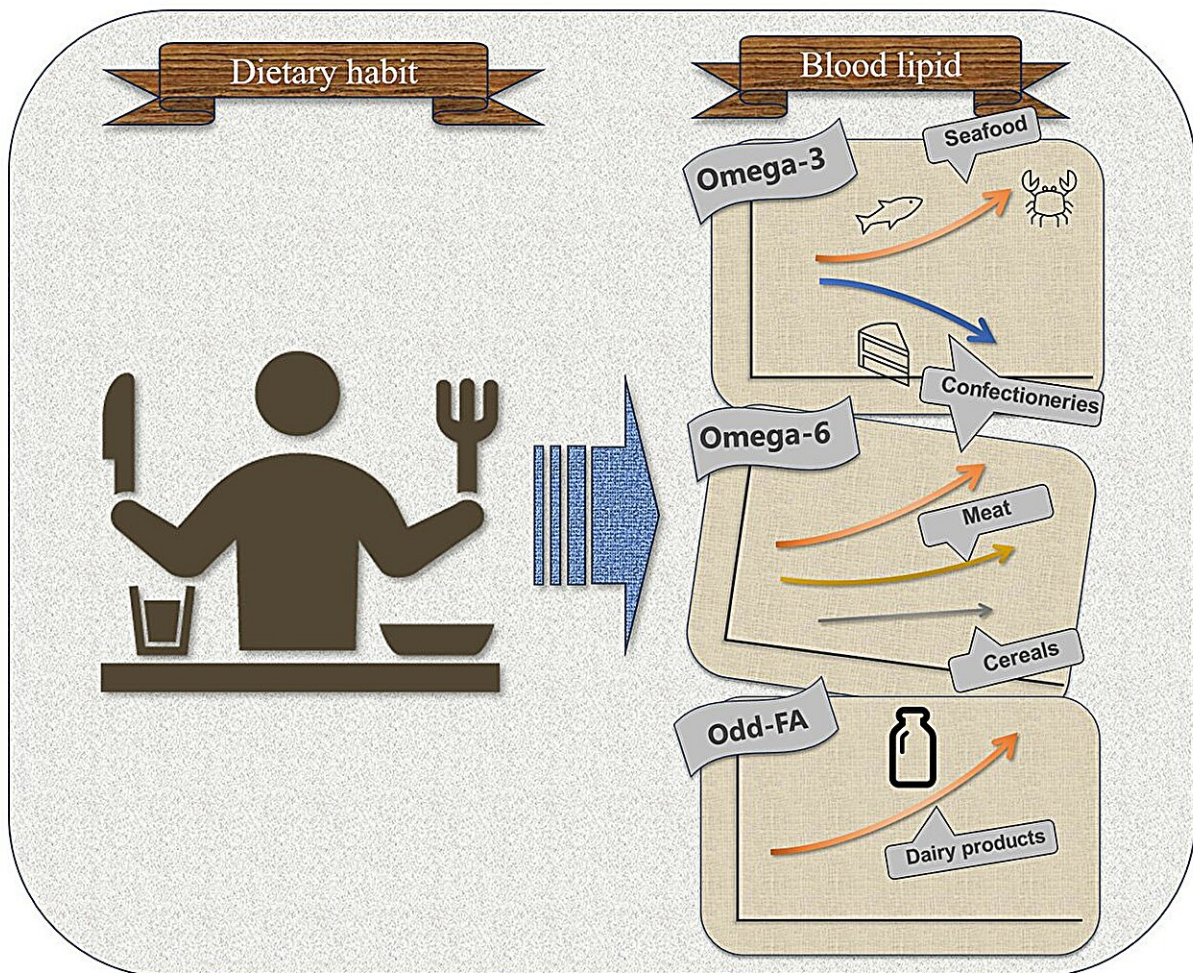 Dietary habit
Blood lipid
Seafood
Omega-3
Confectioneries
Omega-6
Meat
Cereals
Odd-FA
Dairy products